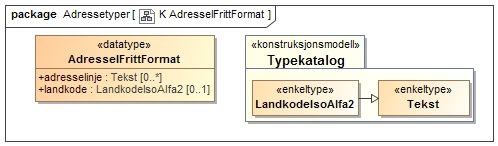 package Adressetyper [ K AdresseIFrittFormat ]
«datatype»
AdresseIFrittFormat
+adresselinje : Tekst [0..*]
+landkode : LandkodeIsoAlfa2 [0..1]
«konstruksjonsmodell»
Typekatalog
«enkeltype»
LandkodeIsoAlfa2
«enkeltype»
Tekst